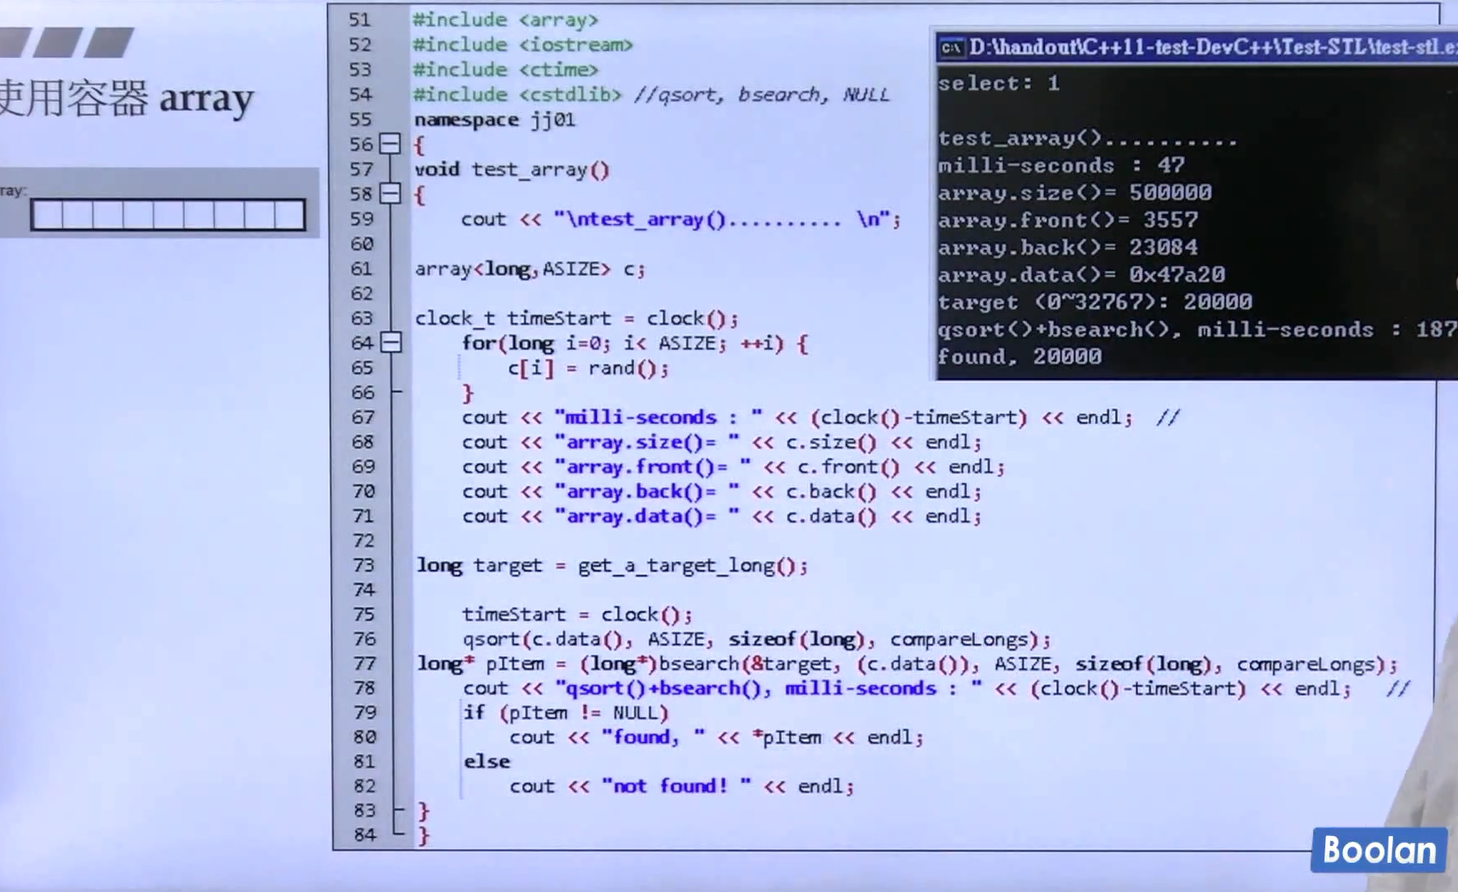 使用容器 array
ray:
51 #include <array>
52 #include <iostream>
53 #include <ctime>
54 #include <cstdlib> //qsort, bsearch, NULL
55 namespace jj01
56 {
57 void test_array()
58 {
59 cout << "\ntest_array().......... \n";
60
61 array<long,ASIZE> c;
62
63 clock_t timeStart = clock();
64 for(long i=0; i< ASIZE; ++i) {
65 c[i] = rand();
66 }
67 cout << "milli-seconds : " << (clock()-timeStart) << endl; //
68 cout << "array.size()= " << c.size() << endl;
69 cout << "array.front()= " << c.front() << endl;
70 cout << "array.back()= " << c.back() << endl;
71 cout << "array.data()= " << c.data() << endl;
72
73 long target = get_a_target_long();
74
75 timeStart = clock();
76 qsort(c.data(), ASIZE, sizeof(long), compareLongs);
77 long* pItem = (long*)bsearch(&target, (c.data()), ASIZE, sizeof(long), compareLongs);
78 cout << "qsort()+bsearch(), milli-seconds : " << (clock()-timeStart) << endl; //
79 if (pItem != NULL)
80 cout << "found, " << *pItem << endl;
81 else
82 cout << "not found! " << endl;
83 }
84 }
D:\handout\C++11-test-DevC++\Test-STL\test-stl.e
select: 1
test_array()..........
milli-seconds : 47
array.size()= 500000
array.front()= 3557
array.back()= 23084
array.data()= 0x47a20
target (0~32767): 20000
qsort()+bsearch(), milli-seconds : 187
found, 20000
Boolan